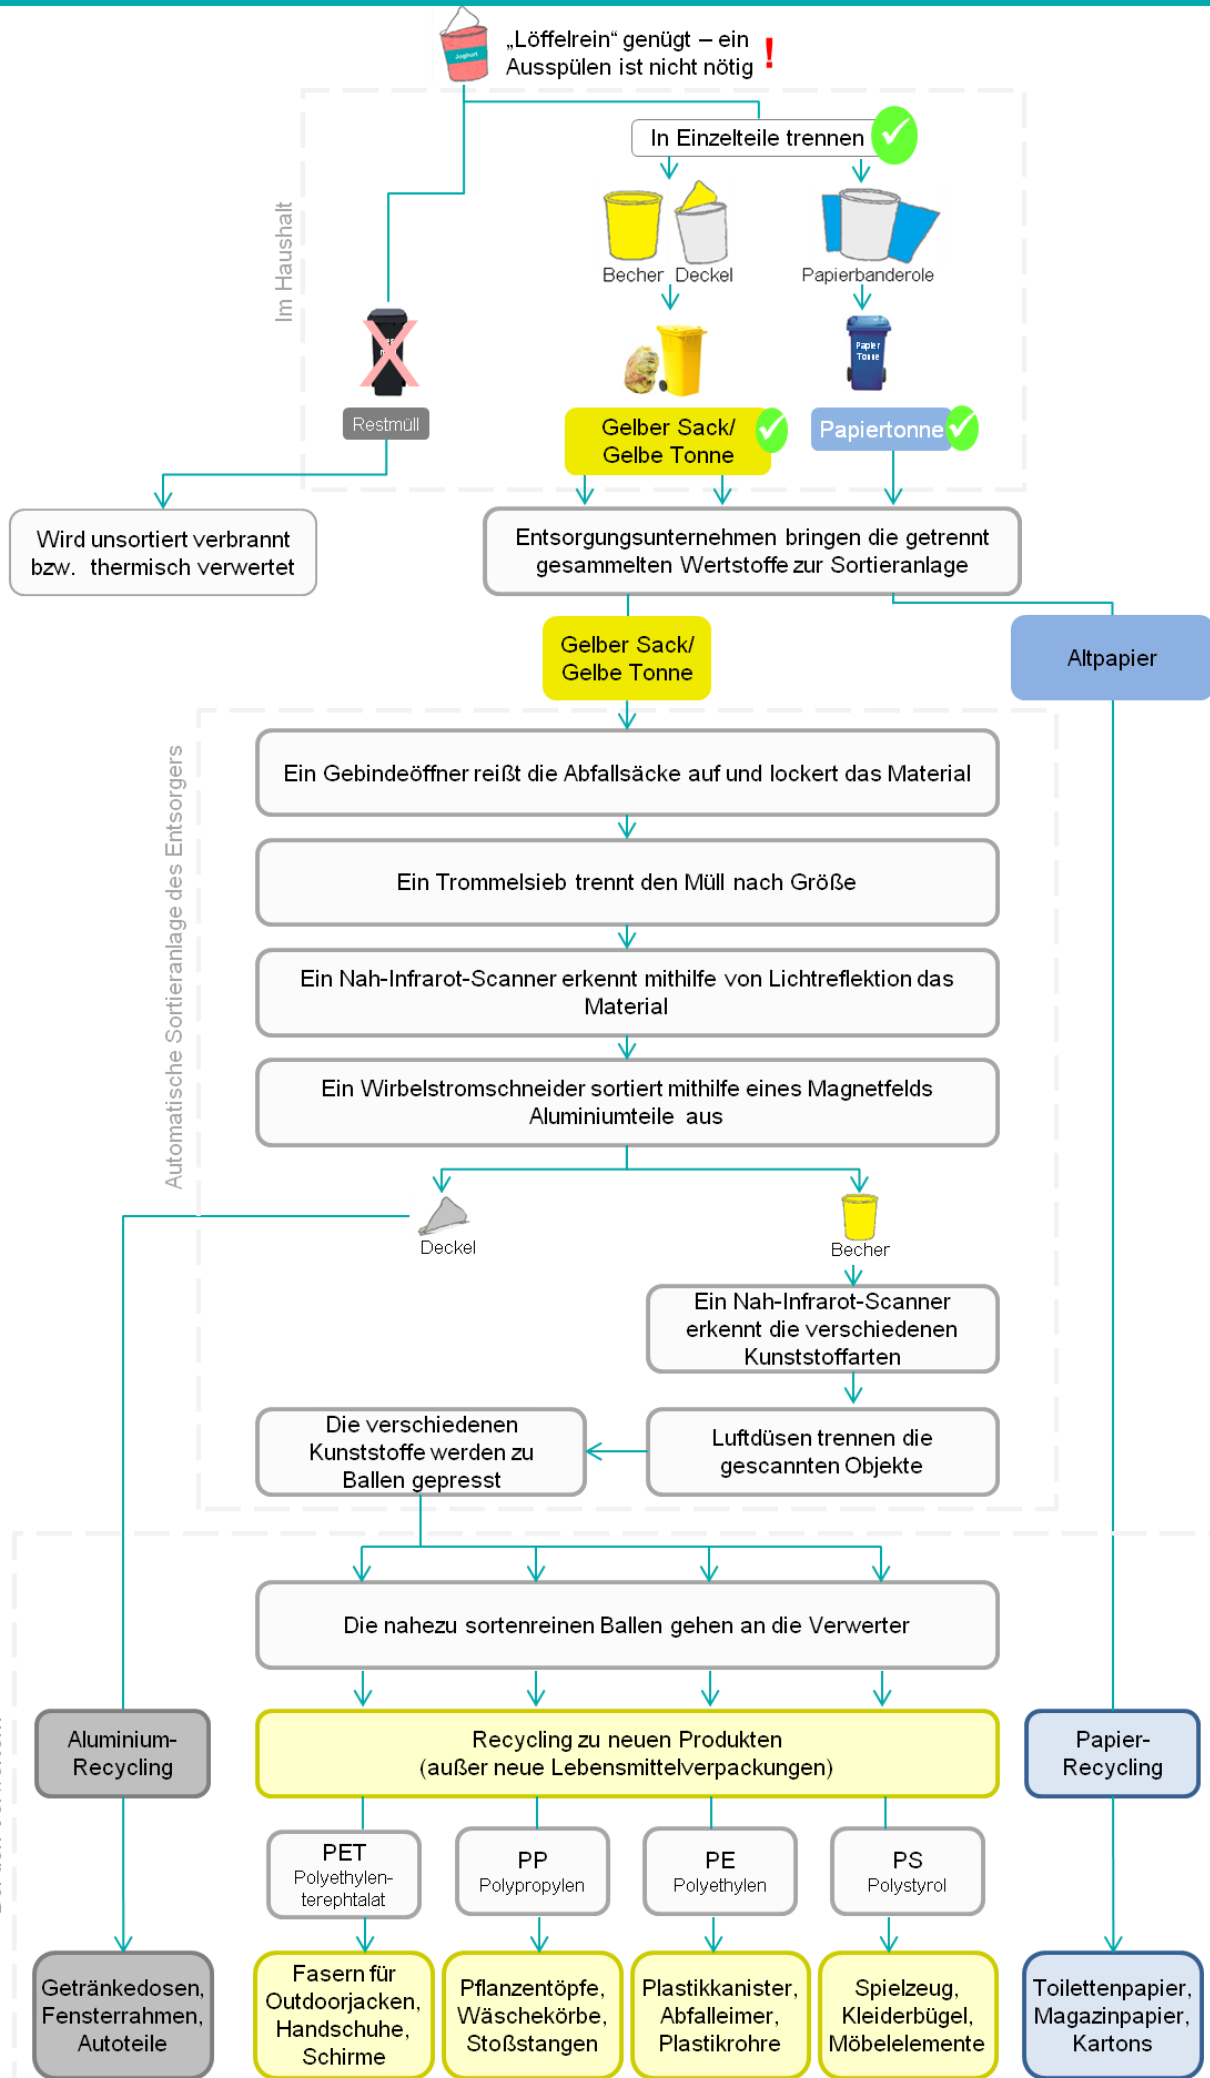 Joghurt
„Löffelrein“ genügt – ein
Ausspülen ist nicht nötig !
In Einzelteile trennen
Im Haushalt
Becher Deckel
Papierbanderole
Papier
Tonne
Restmüll
Gelber Sack/
Gelbe Tonne
Papiertonne
Wird unsortiert verbrannt
bzw. thermisch verwertet
Entsorgungsunternehmen bringen die getrennt
gesammelten Wertstoffe zur Sortieranlage
Gelber Sack/
Gelbe Tonne
Altpapier
Automatische Sortieranlage des Entsorgers
Ein Gebindeöffner reißt die Abfallsäcke auf und lockert das Material
Ein Trommelsieb trennt den Müll nach Größe
Ein Nah-Infrarot-Scanner erkennt mithilfe von Lichtreflektion das
Material
Ein Wirbelstromschneider sortiert mithilfe eines Magnetfelds
Aluminiumteile aus
Deckel
Becher
Ein Nah-Infrarot-Scanner
erkennt die verschiedenen
Kunststoffarten
Die verschiedenen
Kunststoffe werden zu
Ballen gepresst
Luftdüsen trennen die
gescannten Objekte
Die nahezu sortenreinen Ballen gehen an die Verwerter
Aluminium-
Recycling
Recycling zu neuen Produkten
(außer neue Lebensmittelverpackungen)
Papier-
Recycling
PET
Polyethylen-
terephtalat
PP
Polypropylen
PE
Polyethylen
PS
Polystyrol
Getränkedosen,
Fensterrahmen,
Autoteile
Fasern für
Outdoorjacken,
Handschuhe,
Schirme
Pflanzentöpfe,
Wäschekörbe,
Stoßstangen
Plastikkanister,
Abfalleimer,
Plastikrohre
Spielzeug,
Kleiderbügel,
Möbelelemente
Toilettenpapier,
Magazinpapier,
Kartons